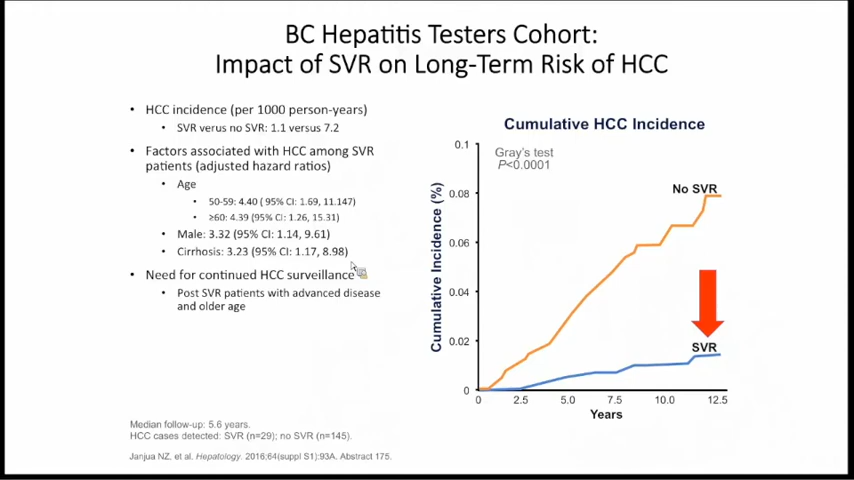 BC Hepatitis Testers Cohort:
Impact of SVR on Long-Term Risk of HCC
• HCC incidence (per 1000 person-years)
• SVR verus no SVR: 1.1 versus 7.2
• Factors associated with HCC among SVR
patients (adjusted hazard ratios)
• Age
• 50-59: 4.40 ( 95% CI: 1.69, 11.147)
• ≥60: 4.39 (95% CI: 1.26, 15.31)
• Male: 3.32 (95% CI: 1.14, 9.61)
• Cirrhosis: 3.23 (95% CI: 1.17, 8.98)
• Need for continued HCC surveillance
• Post SVR patients with advanced disease
and older age
Median follow-up: 5.6 years.
HCC cases detected: SVR (n=29); no SVR (n=145).
Janjua NZ, et al. Hepatology. 2016;64(suppl S1):93A. Abstract 175.
Cumulative HCC Incidence
Gray's test
P<0.0001
Cumulative Incidence (%)
0.1
0.08
0.06
0.04
0.02
0
No SVR
SVR
0 2.5 5.0 7.5 10.0 12.5
Years